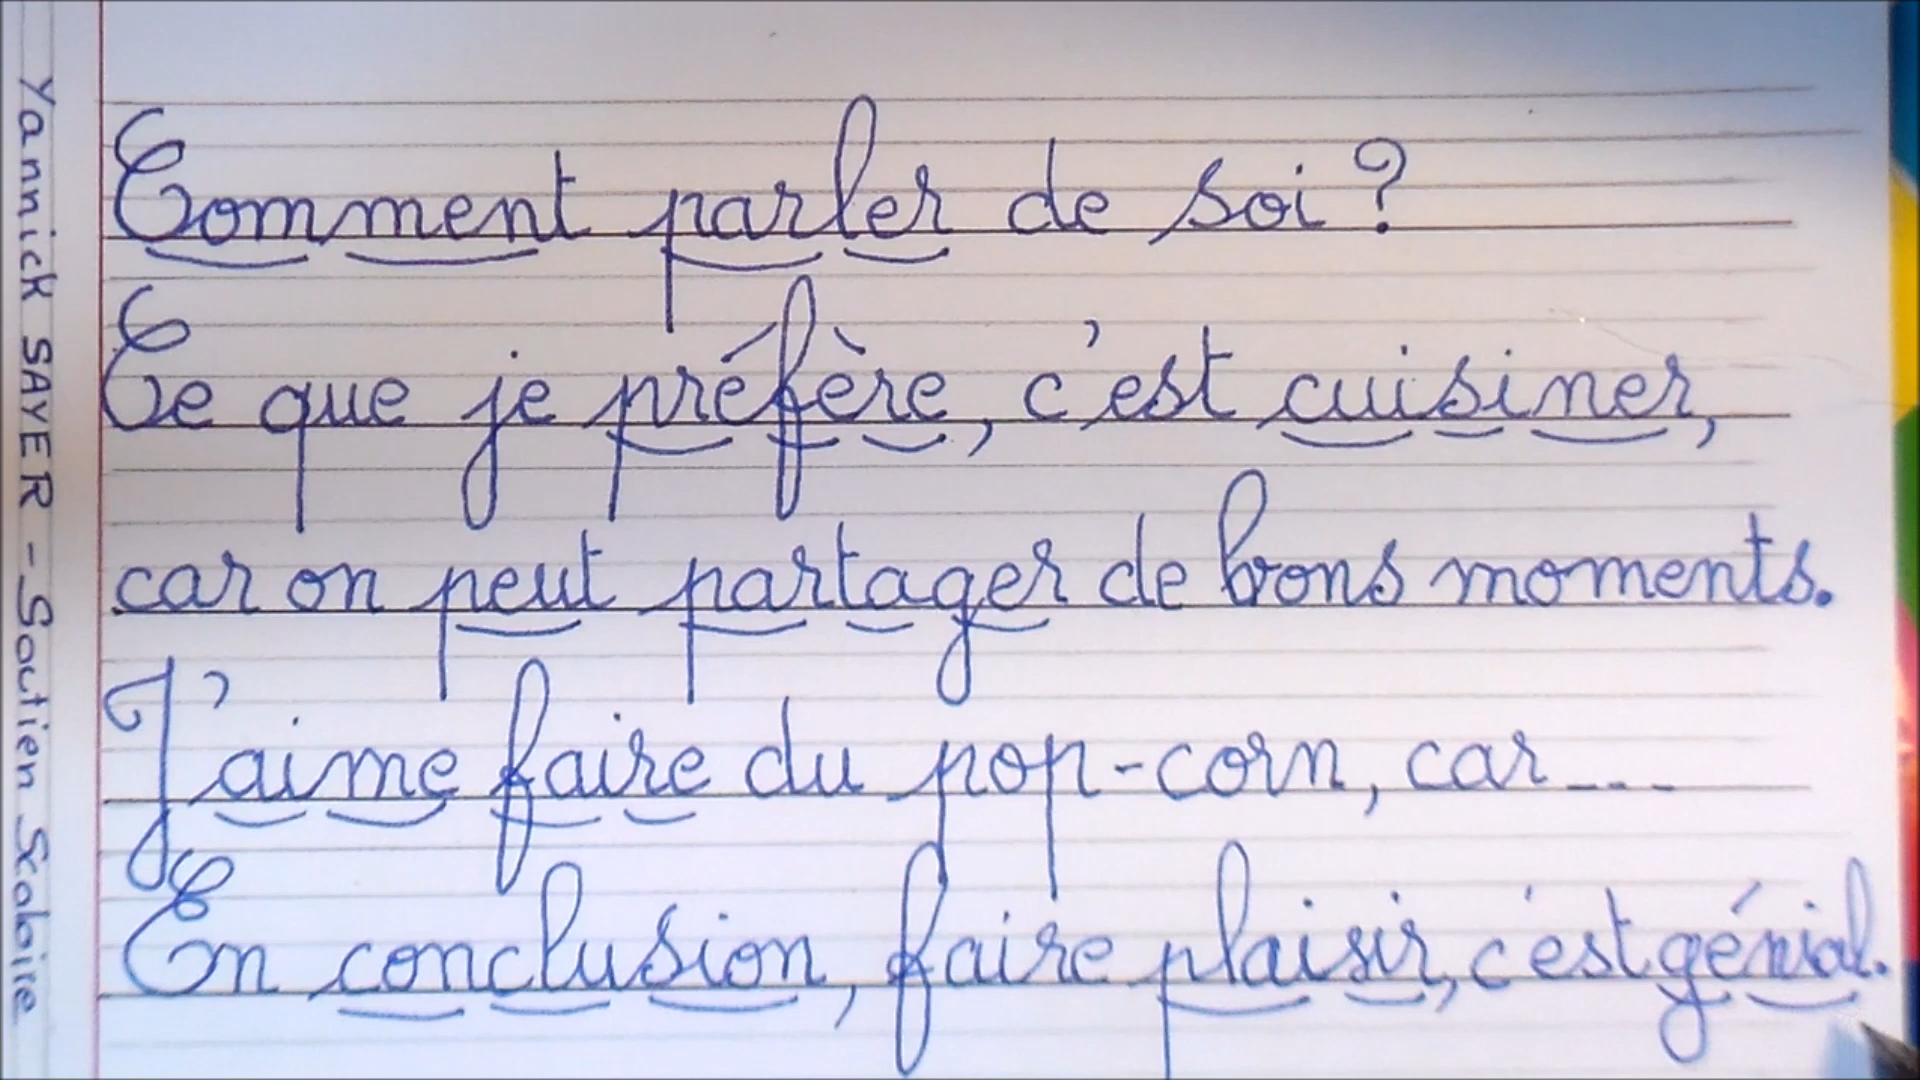 Yannick SAYER - Soutien Scolaire
Comment parler de soi ?
Ce que je préfère, c'est cuisiner,
car on peut partager de bons moments.
J'aime faire du pop-corn, car...
En conclusion, faire plaisir, c'est génial.